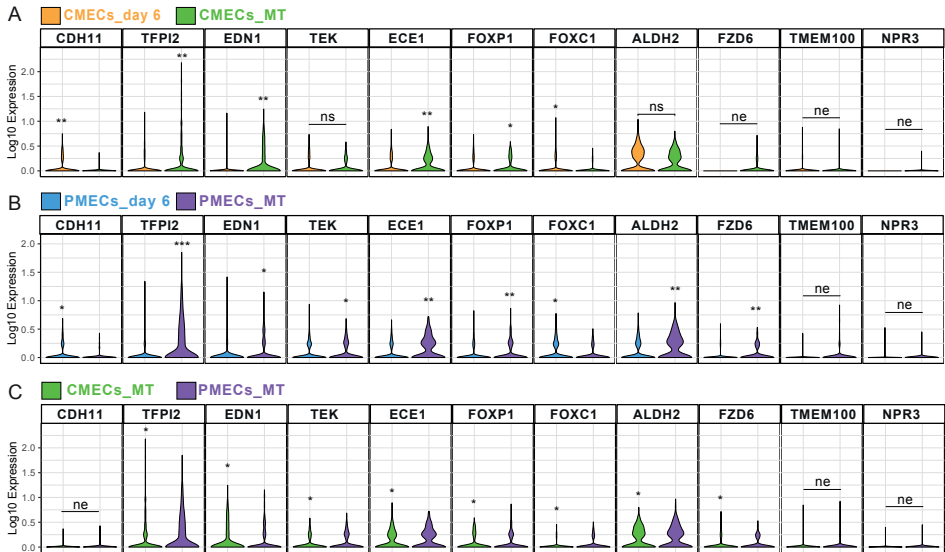 A CMECs_day 6 CMECs_MT
CDH11 TFPI2 EDN1 TEK ECE1 FOXP1 FOXC1 ALDH2 FZD6 TMEM100 NPR3
Log10 Expression
2.0
1.5
1.0
0.5
0.0
** ** ** ns ** * * ns ne ne ne
B PMECs_day 6 PMECs_MT
CDH11 TFPI2 EDN1 TEK ECE1 FOXP1 FOXC1 ALDH2 FZD6 TMEM100 NPR3
Log10 Expression
2.0
1.5
1.0
0.5
0.0
* *** * * ** ** * ** ** ne ne
C CMECs_MT PMECs_MT
CDH11 TFPI2 EDN1 TEK ECE1 FOXP1 FOXC1 ALDH2 FZD6 TMEM100 NPR3
Log10 Expression
2.0
1.5
1.0
0.5
0.0
ne * * * * * * * * ne ne